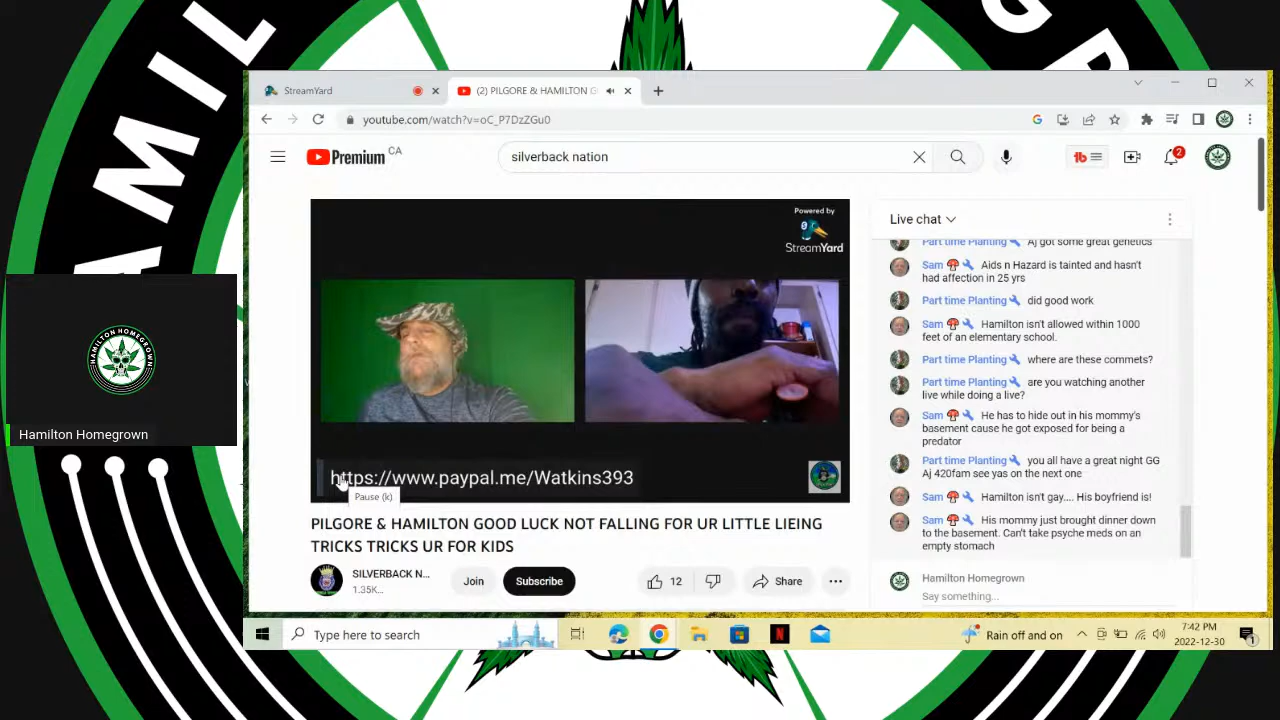 AMIL
GR
StreamYard
(2) PILGORE & HAMILTON G
youtube.com/watch?v=oC_P7DzZGu0
Premium CA
silverback nation
2
Powered by
StreamYard
https://www.paypal.me/Watkins393
Pause (k)
PILGORE & HAMILTON GOOD LUCK NOT FALLING FOR UR LITTLE LIEING
TRICKS TRICKS UR FOR KIDS
SILVERBACK N...
1.35K...
Join
Subscribe
12
Share
Live chat
Part time Planting Aj got some great genetics
Sam Aids n Hazard is tainted and hasn't
had affection in 25 yrs
Part time Planting did good work
Sam Hamilton isn't allowed within 1000
feet of an elementary school.
Part time Planting where are these commets?
Part time Planting are you watching another
live while doing a live?
Sam He has to hide out in his mommy's
basement cause he got exposed for being a
predator
Part time Planting you all have a great night GG
Aj 420fam see yas on the next one
Sam Hamilton isn't gay.... His boyfriend is!
Sam His mommy just brought dinner down
to the basement. Can't take psyche meds on an
empty stomach
Hamilton Homegrown
Say something...
HAMILTON HOMEGROWN
Hamilton Homegrown
Type here to search
Rain off and on
7:42 PM
2022-12-30
1